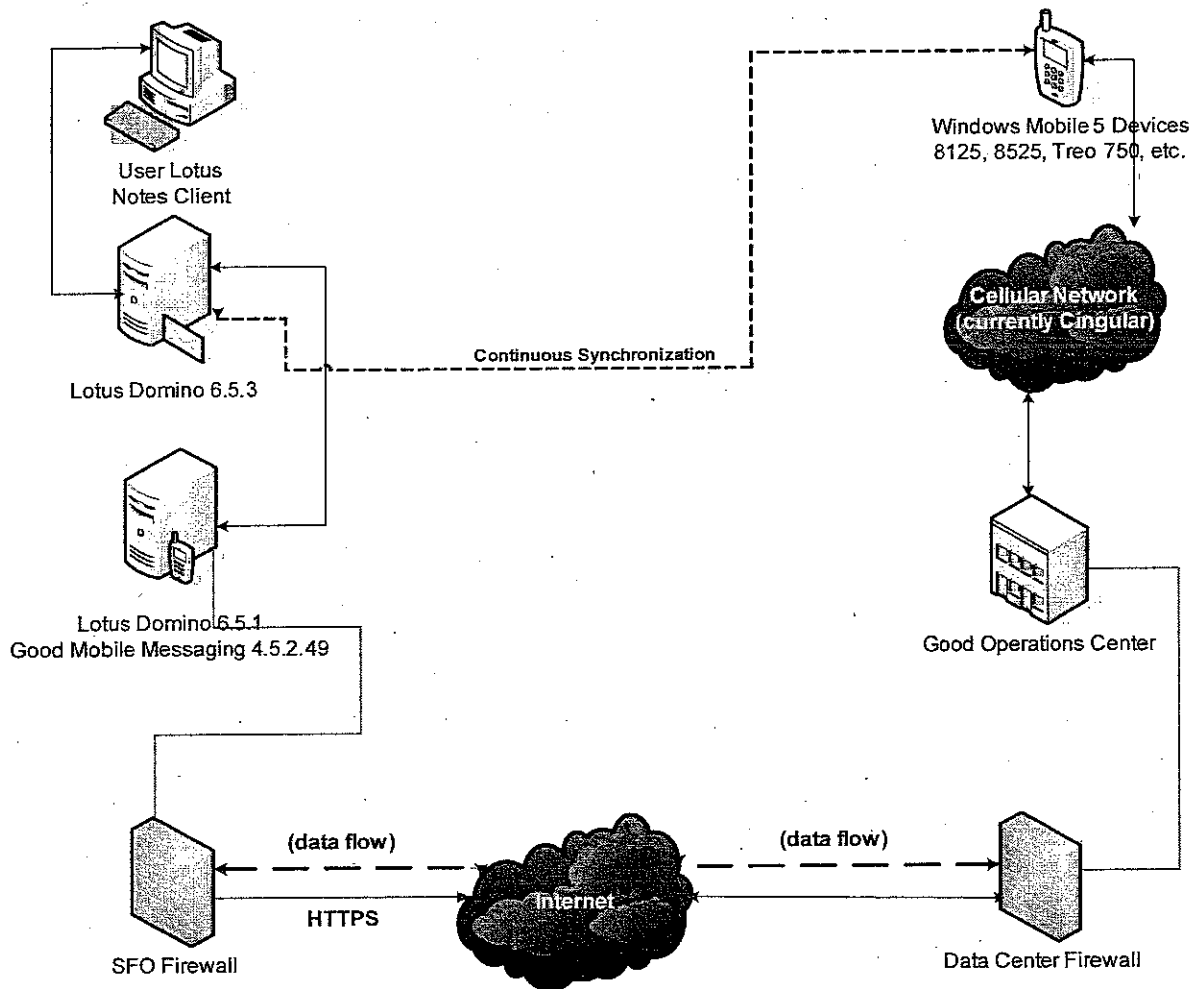 User Lotus
Notes Client
Windows Mobile 5 Devices
8125, 8525, Treo 750, etc.
Cellular Network
(currently Cingular)
Continuous Synchronization
Lotus Domino 6.5.3
Lotus Domino 6.5.1
Good Mobile Messaging 4.5.2.49
Good Operations Center
(data flow)
(data flow)
Internet
HTTPS
SFO Firewall
Data Center Firewall